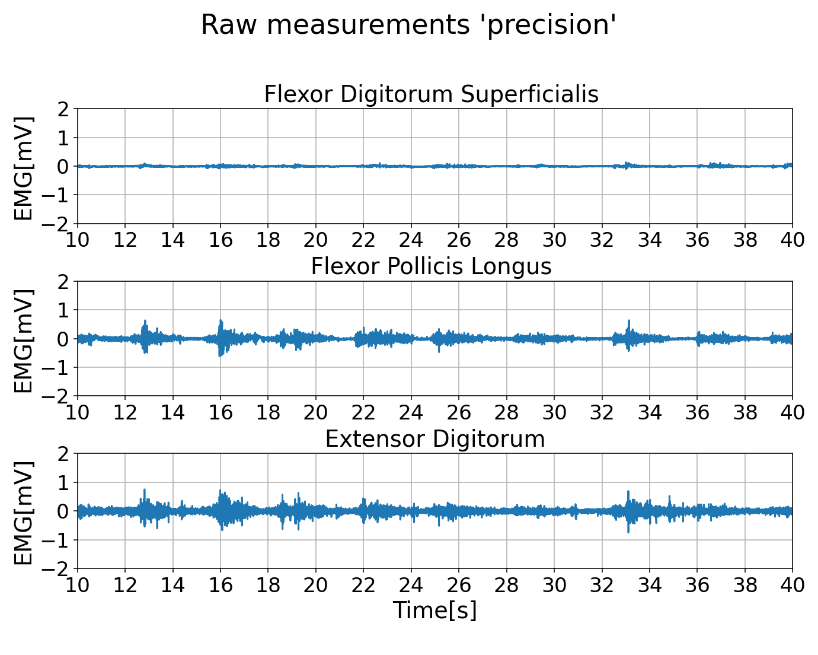 Raw measurements 'precision'
Flexor Digitorum Superficialis
EMG[mV]
2
1
0
−1
−2
10 12 14 16 18 20 22 24 26 28 30 32 34 36 38 40
Flexor Pollicis Longus
EMG[mV]
2
1
0
−1
−2
10 12 14 16 18 20 22 24 26 28 30 32 34 36 38 40
Extensor Digitorum
EMG[mV]
2
1
0
−1
−2
10 12 14 16 18 20 22 24 26 28 30 32 34 36 38 40
Time[s]